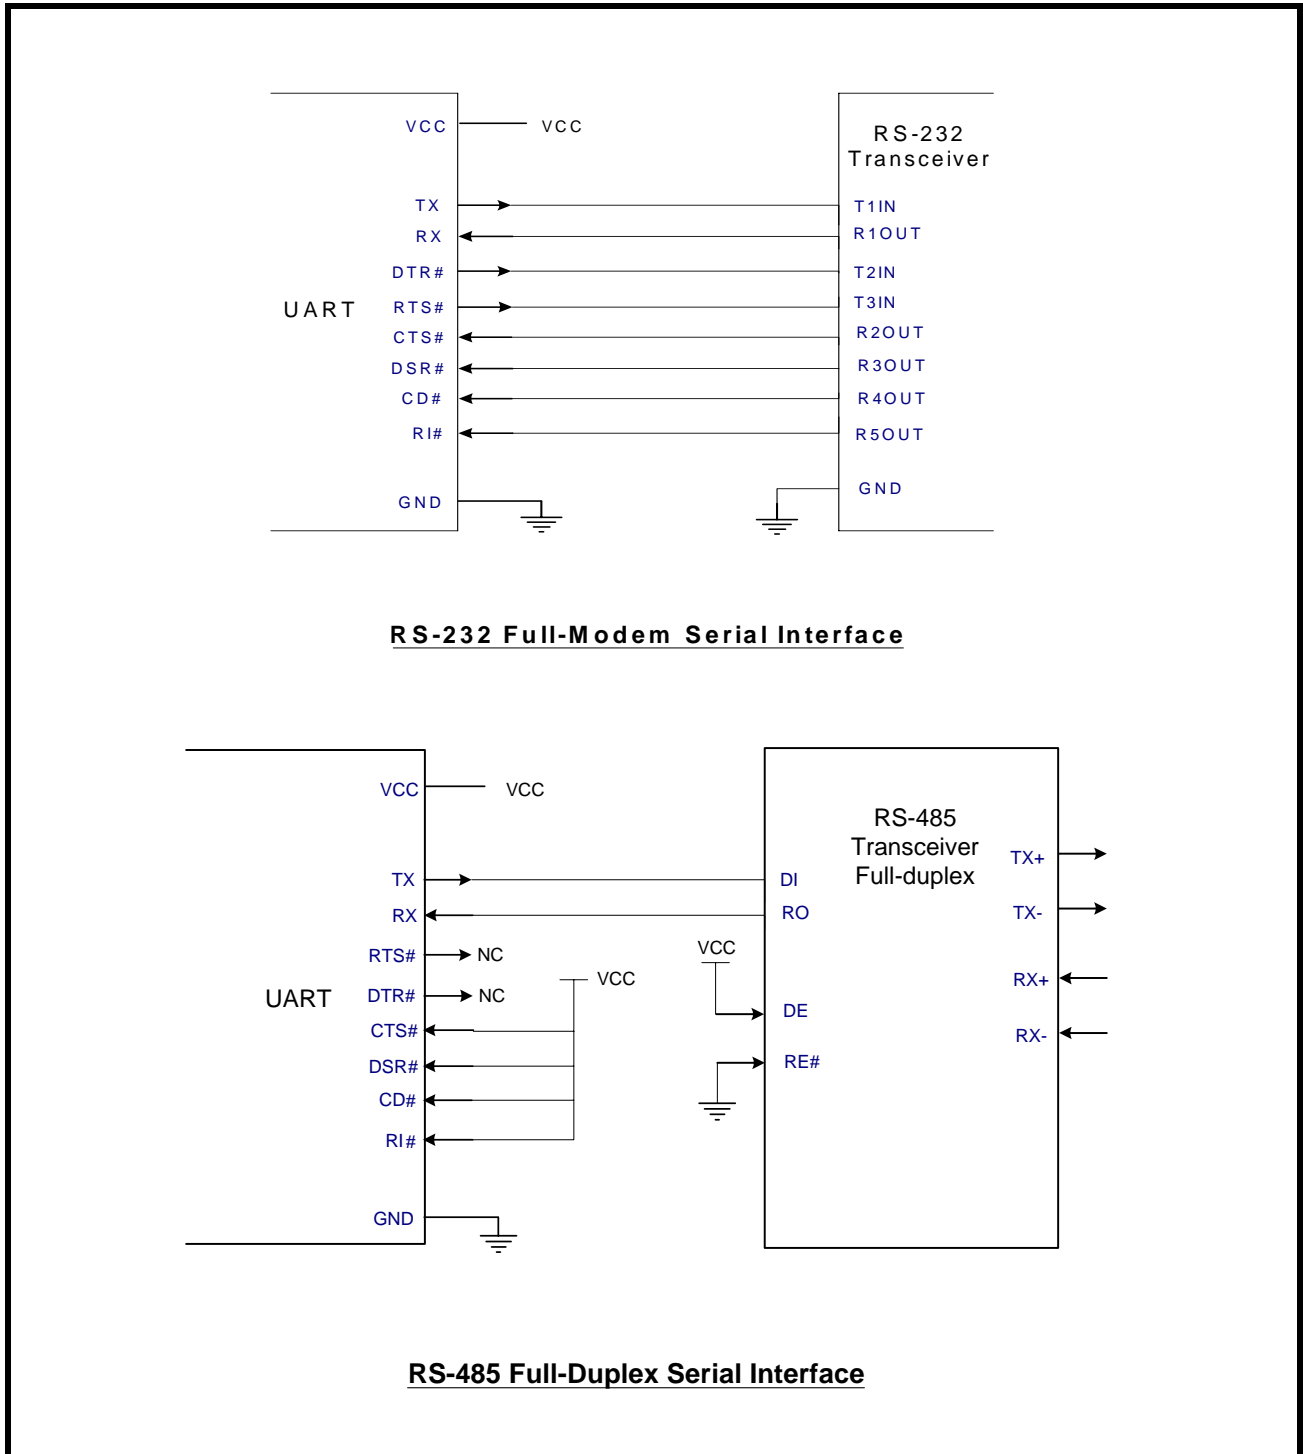 VCC VCC
RS-232
Transceiver
TX T1IN
RX R1OUT
DTR# T2IN
UART RTS# T3IN
CTS# R2OUT
DSR# R3OUT
CD# R4OUT
RI# R5OUT
GND GND
RS-232 Full-Modem Serial Interface
VCC VCC
RS-485
Transceiver
Full-duplex
TX+
TX DI
RX RO
TX-
RTS# NC
VCC
VCC
RX+
UART DTR# NC
DE
CTS#
RX-
DSR#
RE#
CD#
RI#
GND
RS-485 Full-Duplex Serial Interface